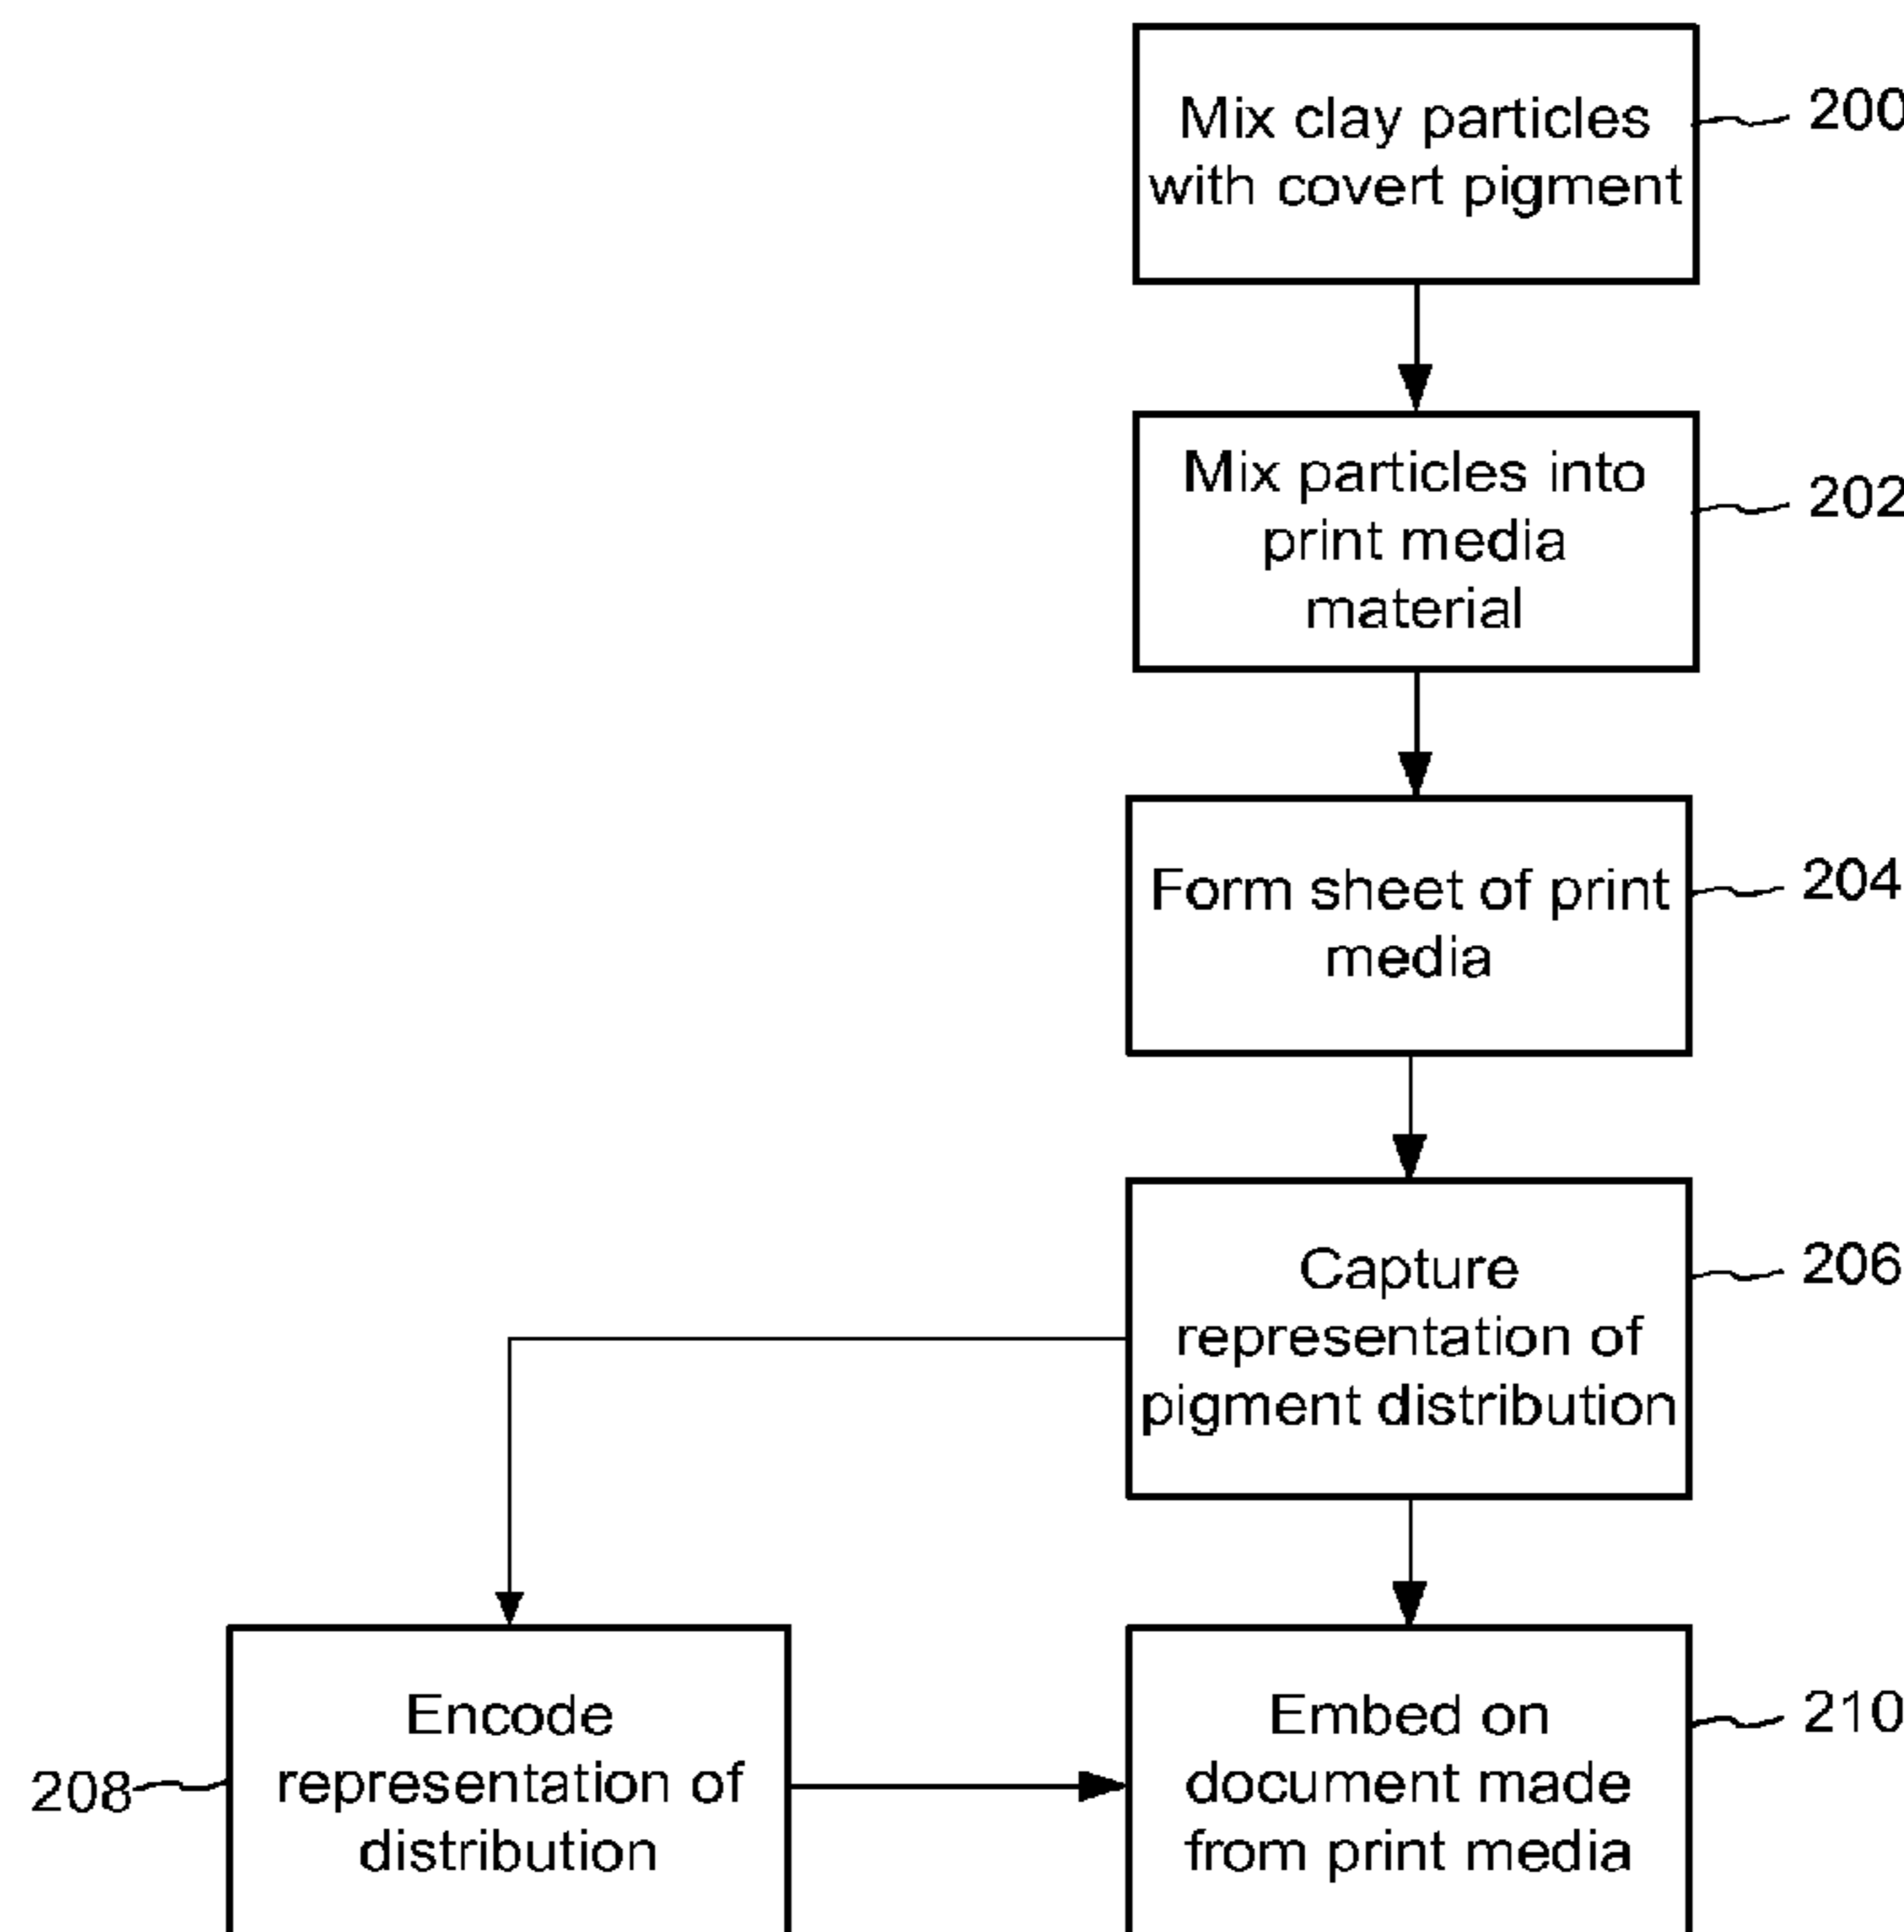 Mix clay particles
with covert pigment
200
Mix particles into
print media
material
202
Form sheet of print
media
204
Capture
representation of
pigment distribution
206
Encode
representation of
distribution
208
Embed on
document made
from print media
210